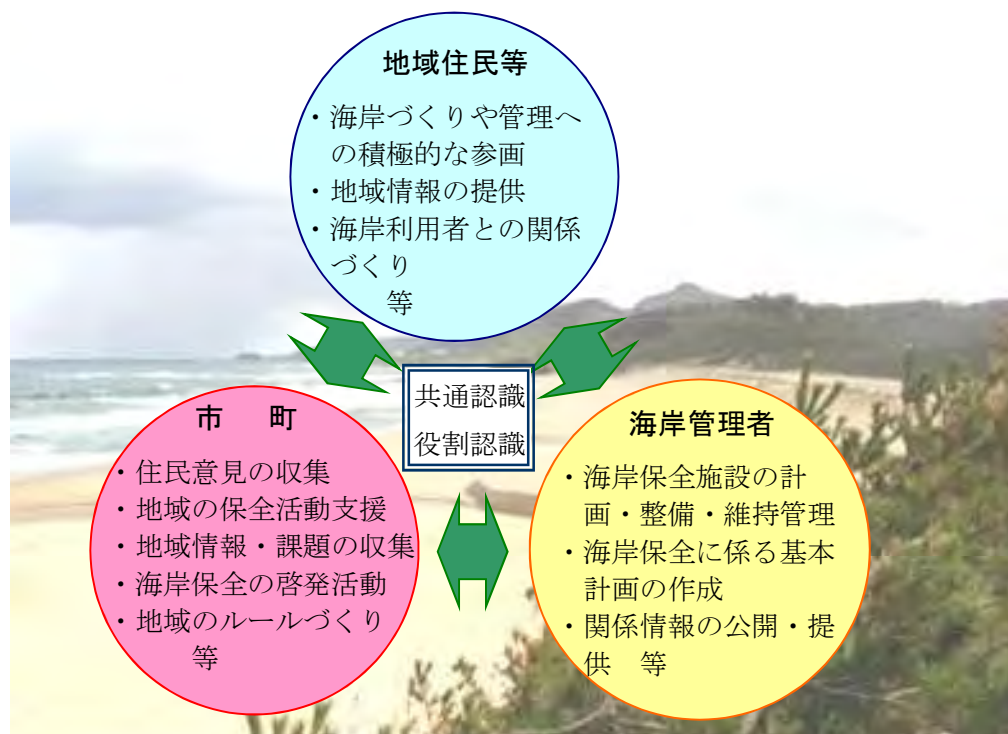 地域住民等
・海岸づくりや管理へ
の積極的な参画
・地域情報の提供
・海岸利用者との関係
づくり
等
共通認識
役割認識
市　町
・住民意見の収集
・地域の保全活動支援
・地域情報・課題の収集
・海岸保全の啓発活動
・地域のルールづくり
等
海岸管理者
・海岸保全施設の計
画・整備・維持管理
・海岸保全に係る基本
計画の作成
・関係情報の公開・提
供　等